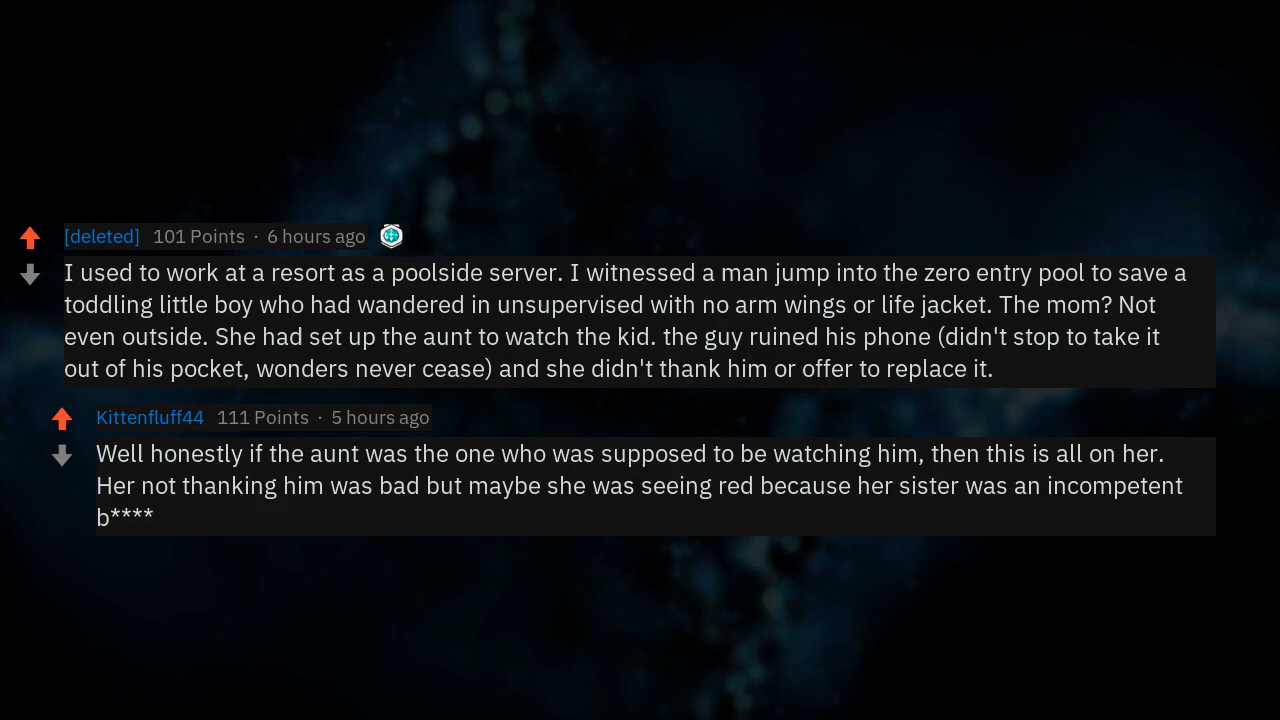 [deleted] 101 Points · 6 hours ago
I used to work at a resort as a poolside server. I witnessed a man jump into the zero entry pool to save a
toddling little boy who had wandered in unsupervised with no arm wings or life jacket. The mom? Not
even outside. She had set up the aunt to watch the kid. the guy ruined his phone (didn't stop to take it
out of his pocket, wonders never cease) and she didn't thank him or offer to replace it.
Kittenfluff44 111 Points · 5 hours ago
Well honestly if the aunt was the one who was supposed to be watching him, then this is all on her.
Her not thanking him was bad but maybe she was seeing red because her sister was an incompetent
b****